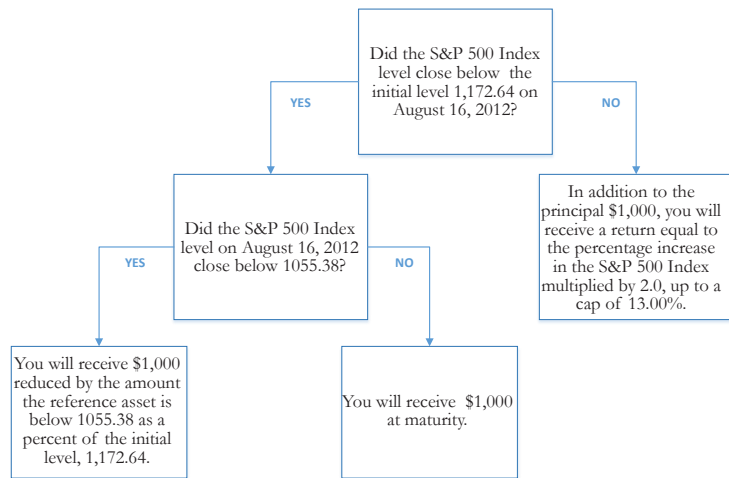 Did the S&P 500 Index
level close below the
initial level 1,172.64 on
August 16, 2012?
YES
NO
Did the S&P 500 Index
level on August 16, 2012
close below 1055.38?
In addition to the
principal $1,000, you will
receive a return equal to
the percentage increase
in the S&P 500 Index
multiplied by 2.0, up to a
cap of 13.00%.
YES
NO
You will receive $1,000
reduced by the amount
the reference asset is
below 1055.38 as a
percent of the initial
level, 1,172.64.
You will receive $1,000
at maturity.